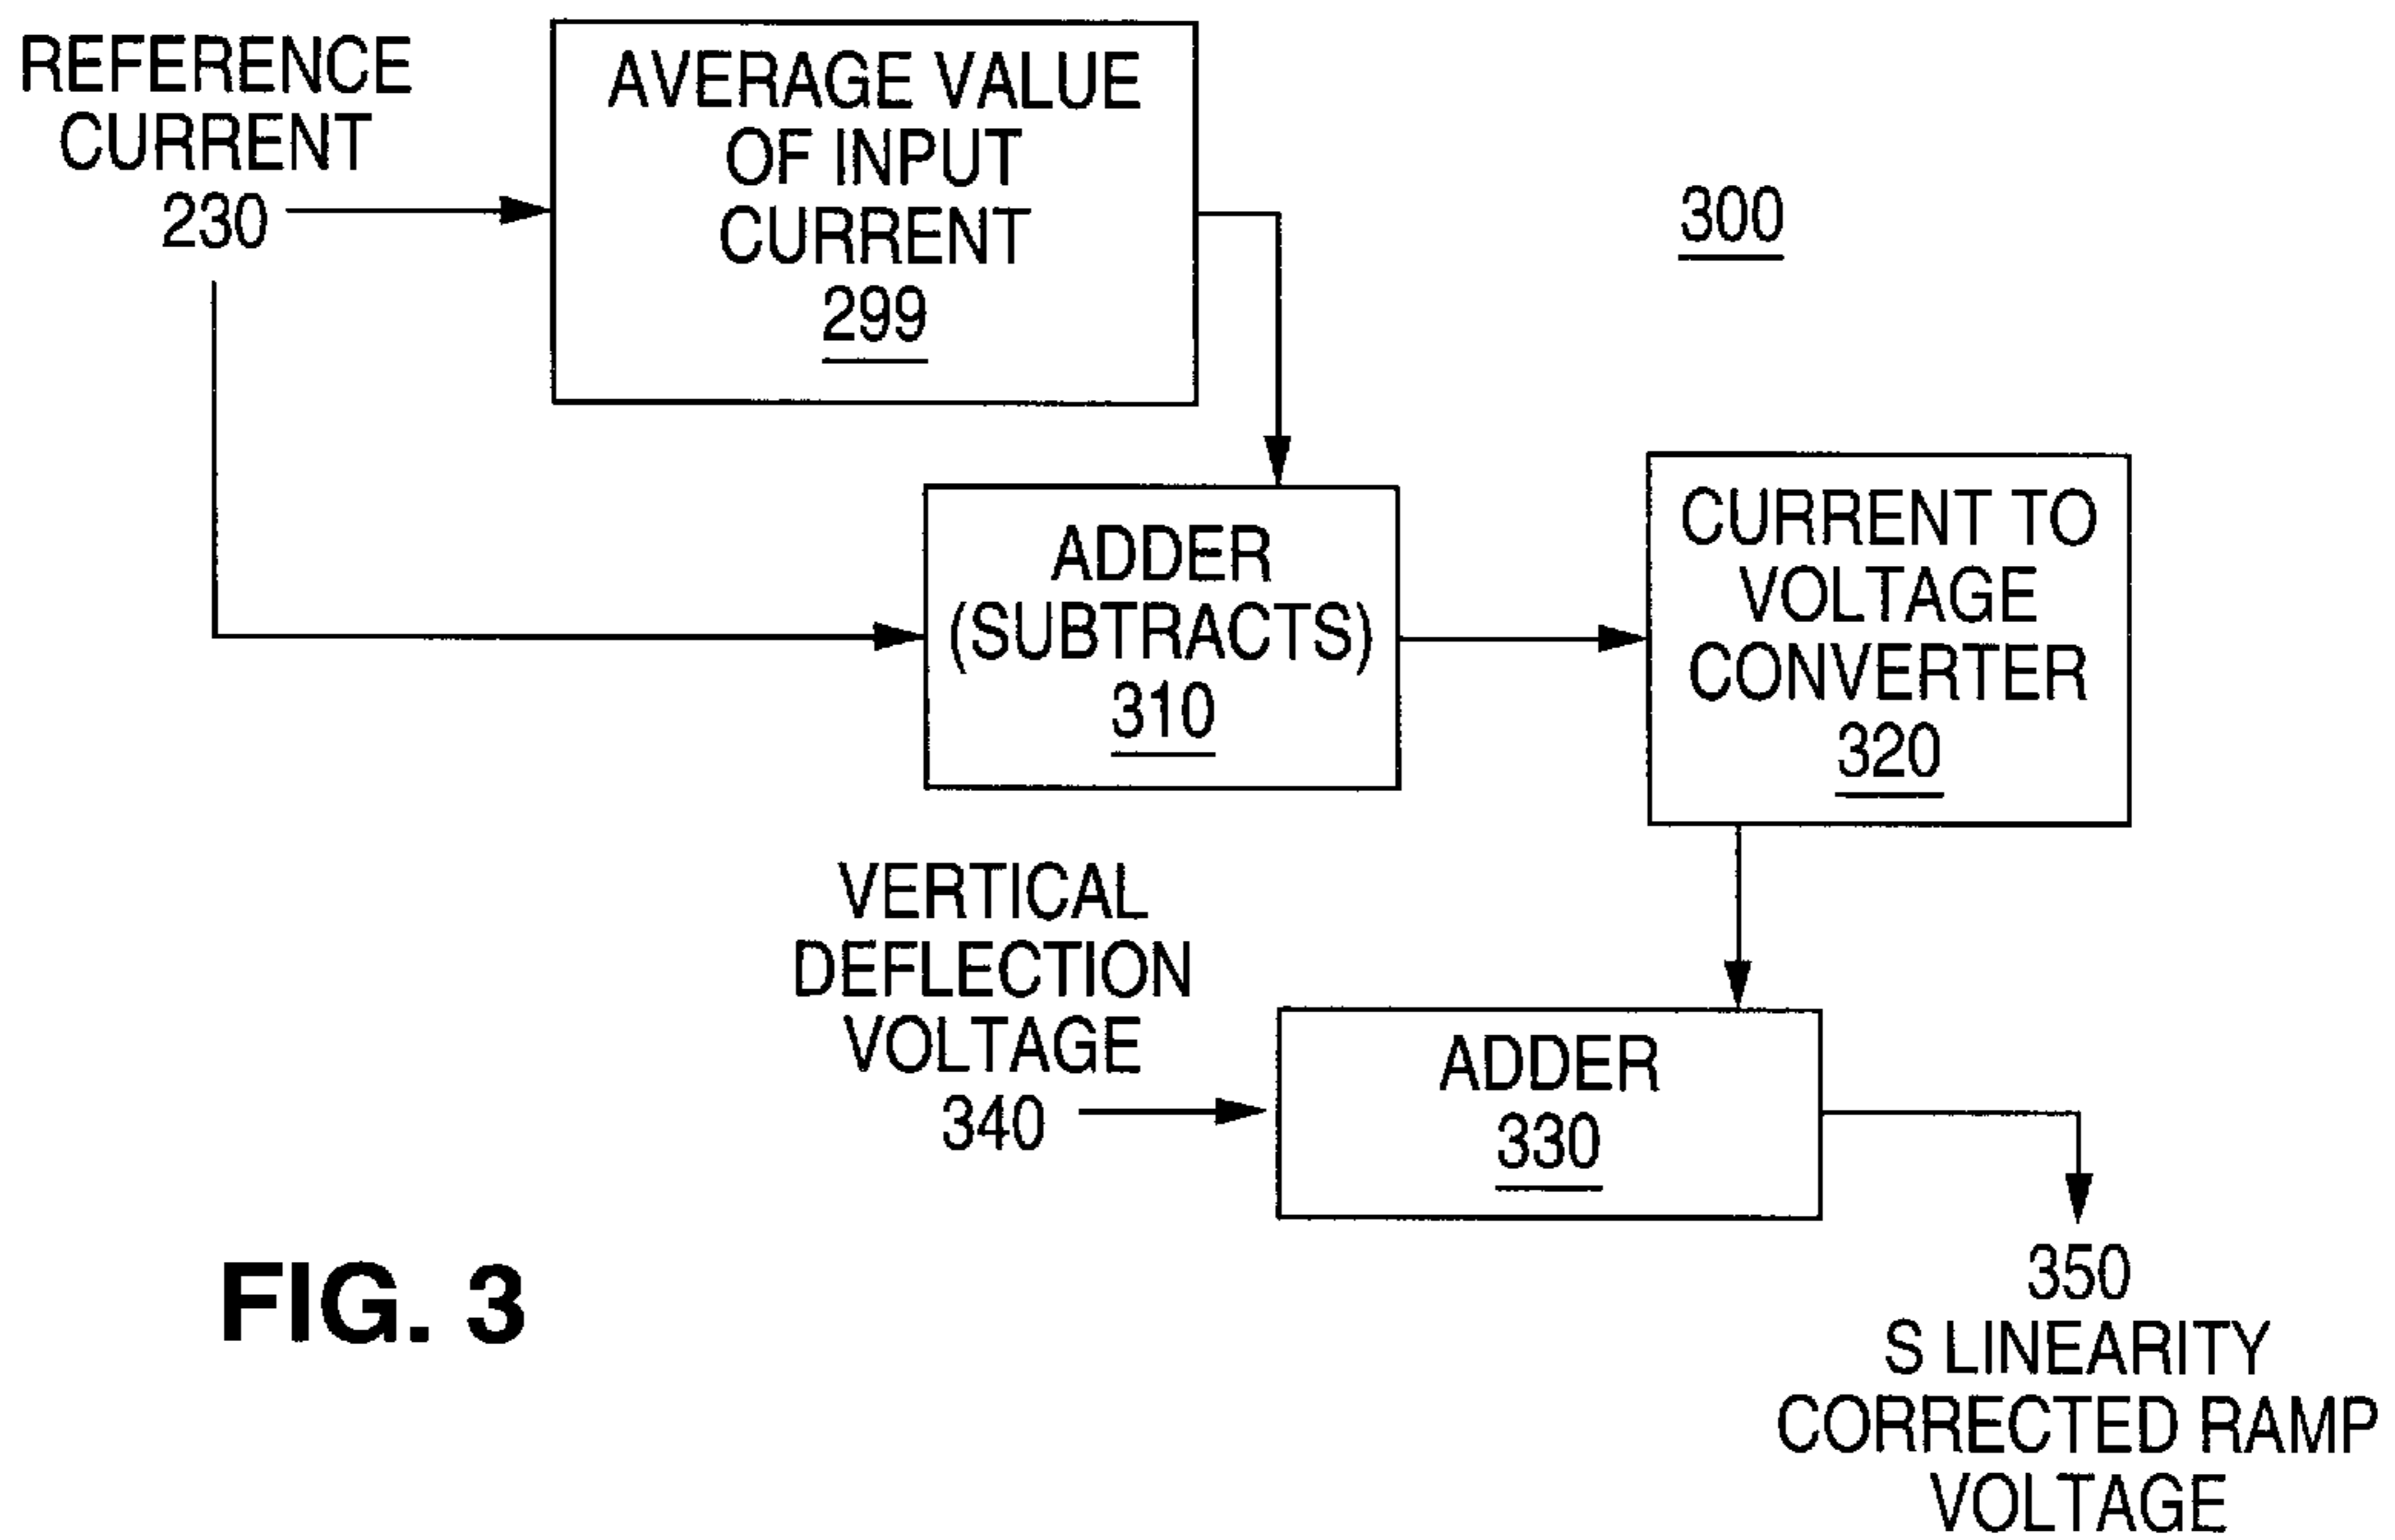 REFERENCE
CURRENT
230
AVERAGE VALUE
OF INPUT
CURRENT
299
300
ADDER
(SUBTRACTS)
310
CURRENT TO
VOLTAGE
CONVERTER
320
VERTICAL
DEFLECTION
VOLTAGE
340
ADDER
330
350
S LINEARITY
CORRECTED RAMP
VOLTAGE
FIG. 3